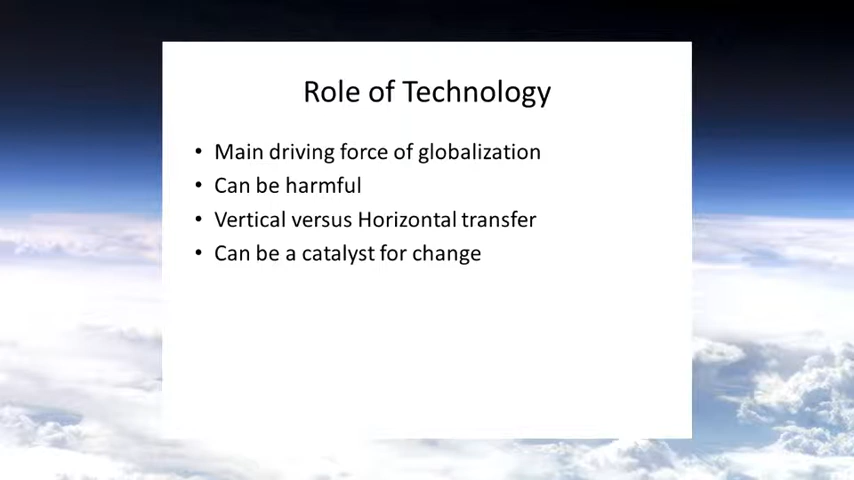 Role of Technology
• Main driving force of globalization
• Can be harmful
• Vertical versus Horizontal transfer
• Can be a catalyst for change